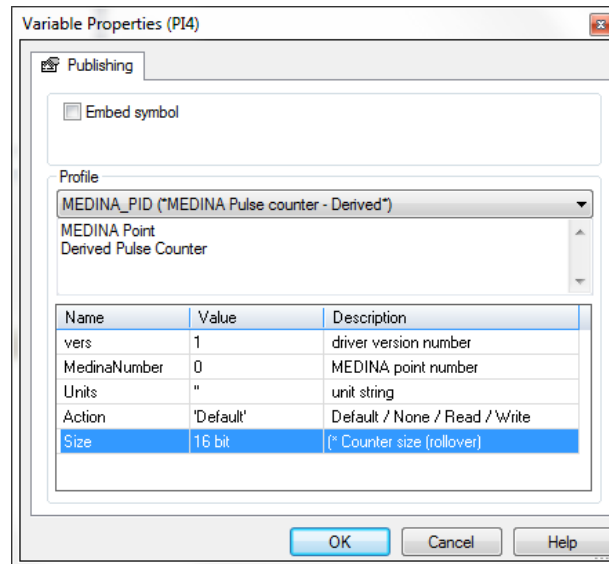 Variable Properties (PI4)
Publishing
Embed symbol
Profile
MEDINA_PID (*MEDINA Pulse counter - Derived*)
MEDINA Point
Derived Pulse Counter
Name Value Description
vers 1 driver version number
MedinaNumber 0 MEDINA point number
Units '' unit string
Action 'Default' Default / None / Read / Write
Size 16 bit (* Counter size (rollover)
OK Cancel Help